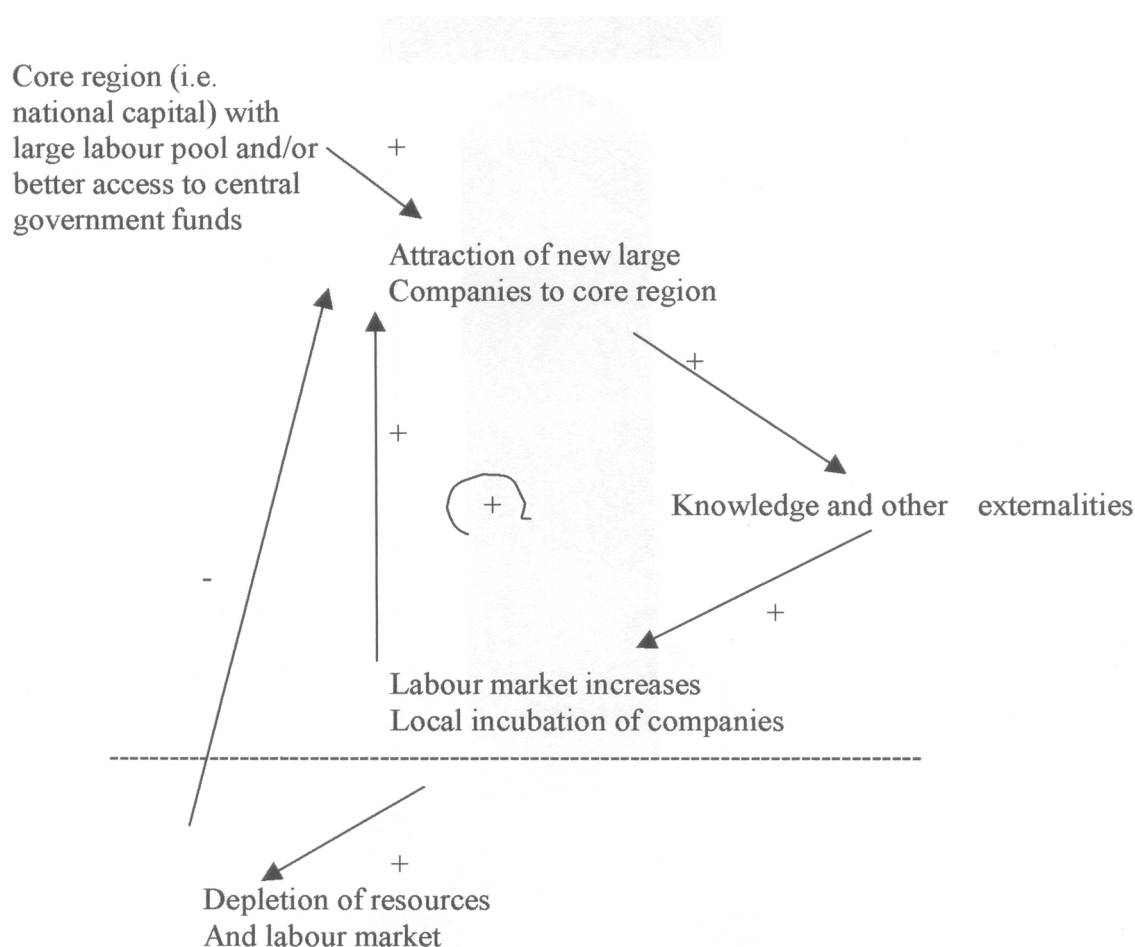 Core region (i.e.
national capital) with
large labour pool and/or
better access to central
government funds
+
Attraction of new large
Companies to core region
+
+
+
Knowledge and other externalities
-
+
Labour market increases
Local incubation of companies
+
Depletion of resources
And labour market